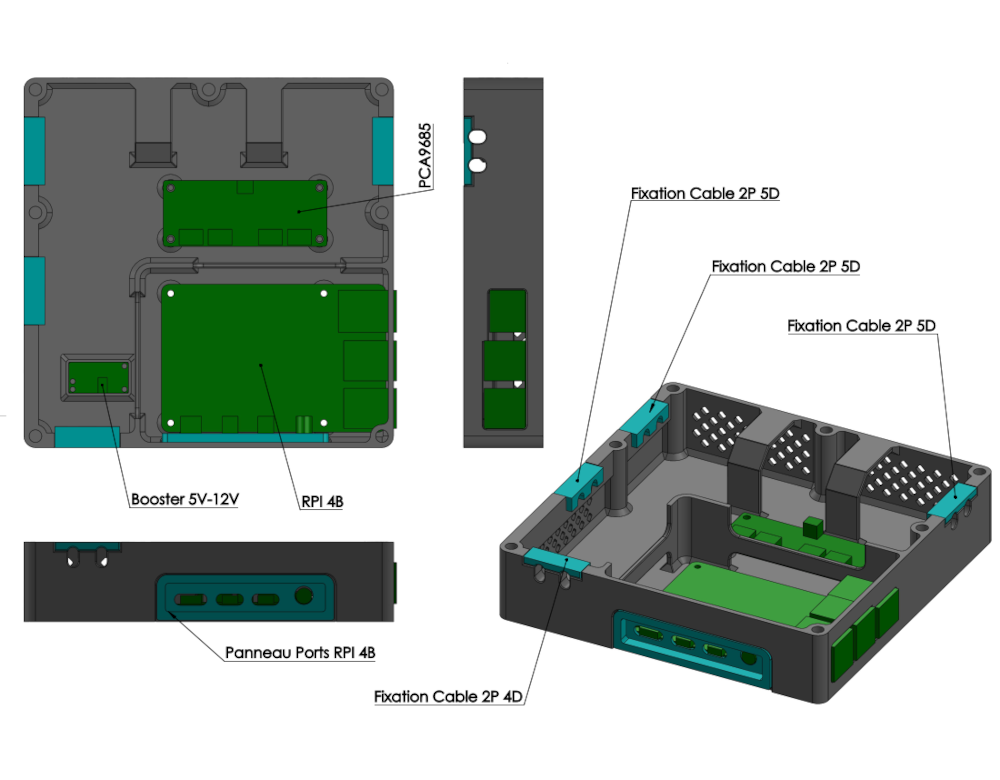 PCA9685
Fixation Cable 2P 5D
Fixation Cable 2P 5D
Fixation Cable 2P 5D
Booster 5V-12V
RPI 4B
Panneau Ports RPI 4B
Fixation Cable 2P 4D